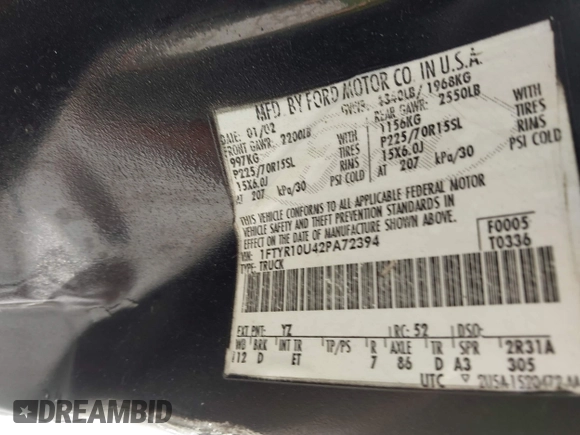 MFD. BY FORD MOTOR CO. IN U.S.A.
DATE: 01/02 GVWR: 4340LB/ 1968KG
FRONT GAWR: 2200LB REAR GAWR: 2550LB
997KG WITH 1156KG WITH
P225/70R15SL TIRES P225/70R15SL TIRES
15X6.0J RIMS 15X6.0J RIMS
AT 207 kPa/30 PSI COLD AT 207 kPa/30 PSI COLD
THIS VEHICLE CONFORMS TO ALL APPLICABLE FEDERAL MOTOR
VEHICLE SAFETY AND THEFT PREVENTION STANDARDS IN
EFFECT ON THE DATE OF MANUFACTURE SHOWN ABOVE.
VIN: 1FTYR10U42PA72394 F0005
TYPE: TRUCK T0336
EXT PNT: YZ RC: 52 DSO:
WB BRK INT TR TP/PS R AXLE TR SPR 2R31A
112 D ET 7 86 D A3 305
UTC
DREAMBID